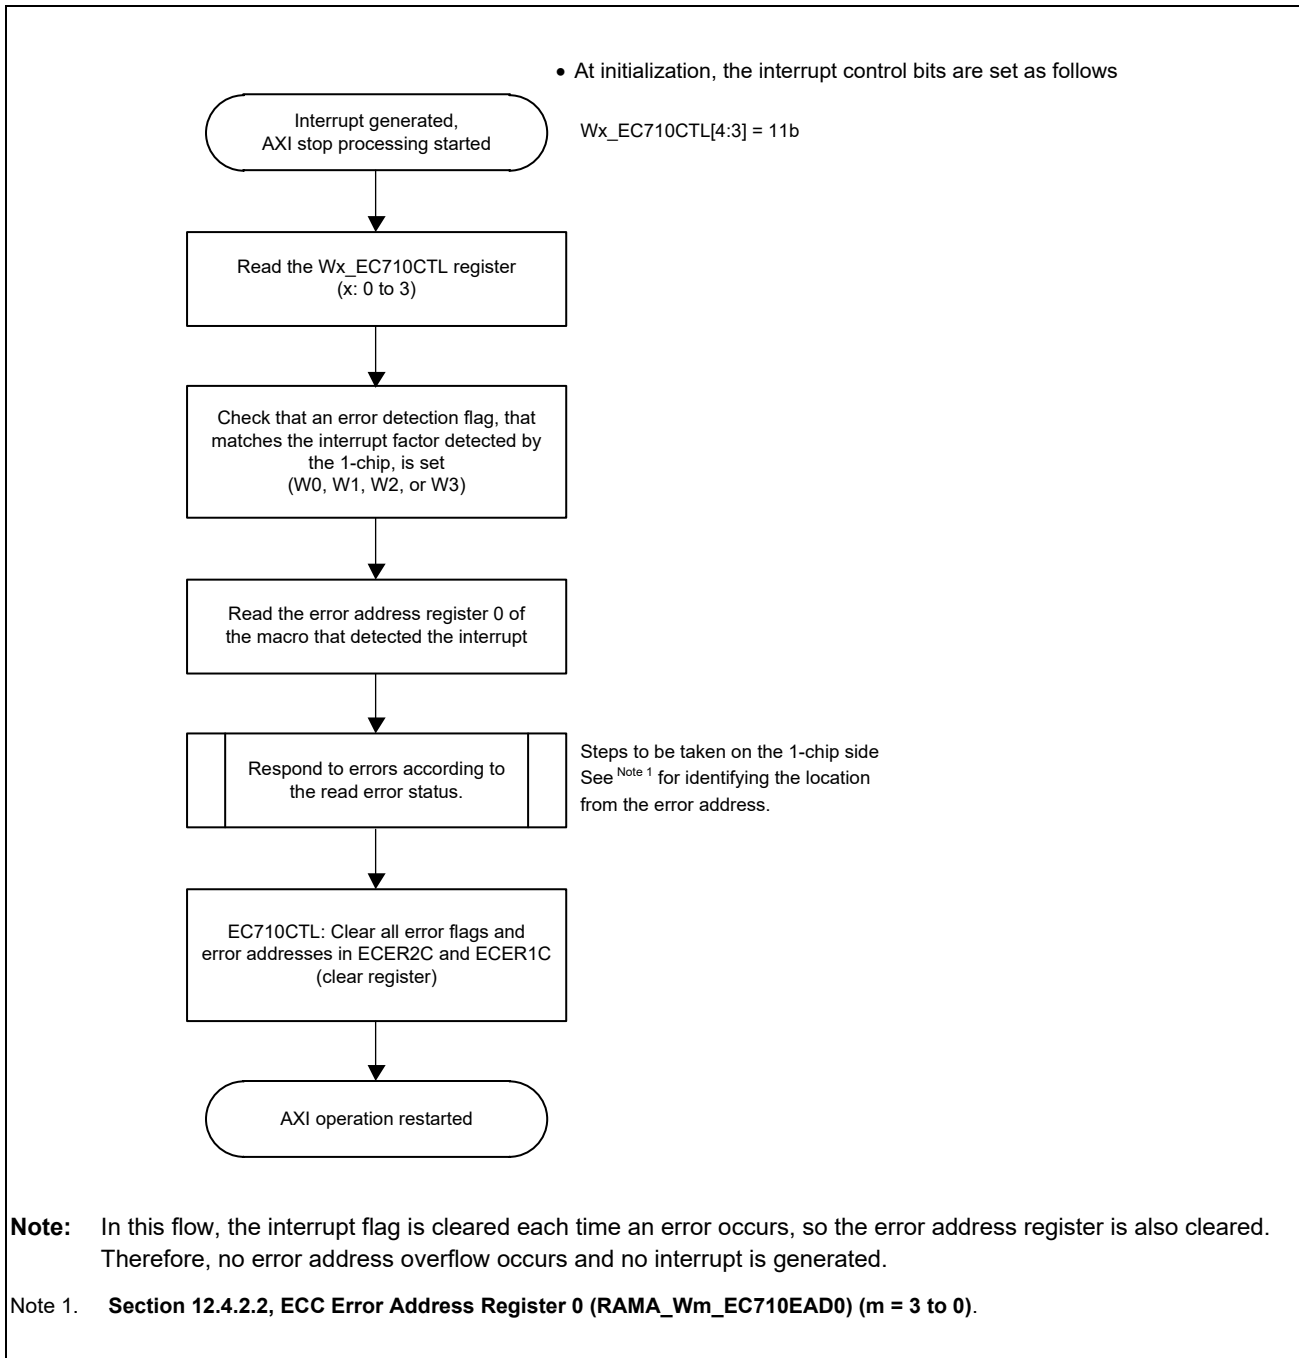 • At initialization, the interrupt control bits are set as follows
Interrupt generated,
AXI stop processing started
Wx_EC710CTL[4:3] = 11b
Read the Wx_EC710CTL register
(x: 0 to 3)
Check that an error detection flag, that
matches the interrupt factor detected by
the 1-chip, is set
(W0, W1, W2, or W3)
Read the error address register 0 of
the macro that detected the interrupt
Respond to errors according to
the read error status.
Steps to be taken on the 1-chip side
See Note 1 for identifying the location
from the error address.
EC710CTL: Clear all error flags and
error addresses in ECER2C and ECER1C
(clear register)
AXI operation restarted
Note: In this flow, the interrupt flag is cleared each time an error occurs, so the error address register is also cleared.
Therefore, no error address overflow occurs and no interrupt is generated.
Note 1. Section 12.4.2.2, ECC Error Address Register 0 (RAMA_Wm_EC710EAD0) (m = 3 to 0).